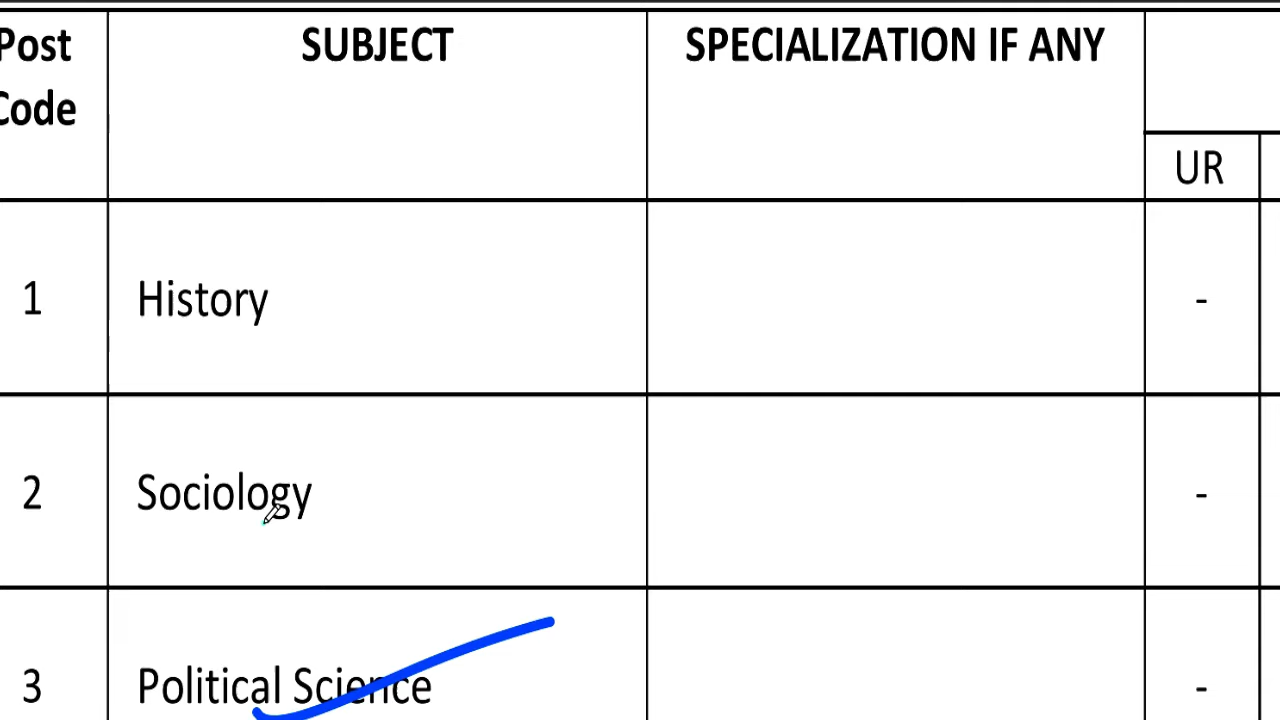 Post
Code
SUBJECT
SPECIALIZATION IF ANY
UR
1
History
-
2
Sociology
-
3
Political Science
-